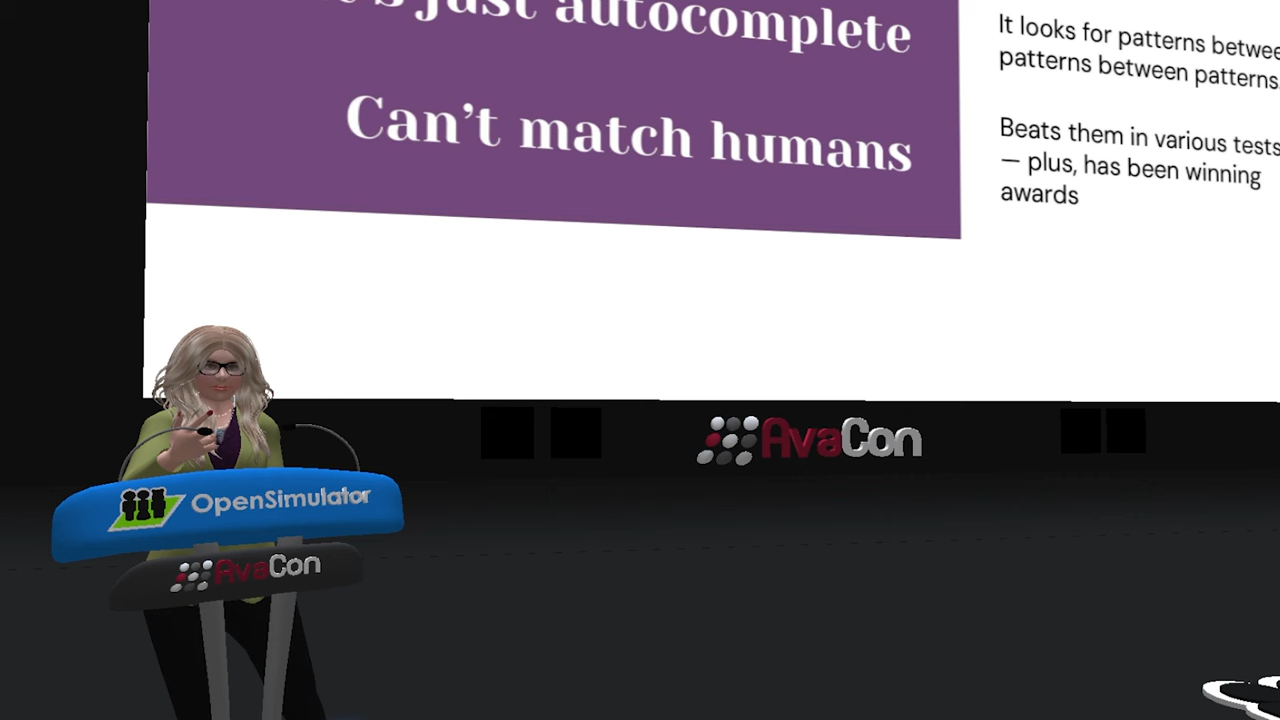 just autocomplete
Can't match humans
It looks for patterns
patterns between patterns.
Beats them in various tests
— plus, has been winning
awards
AvaCon
OpenSimulator
AvaCon